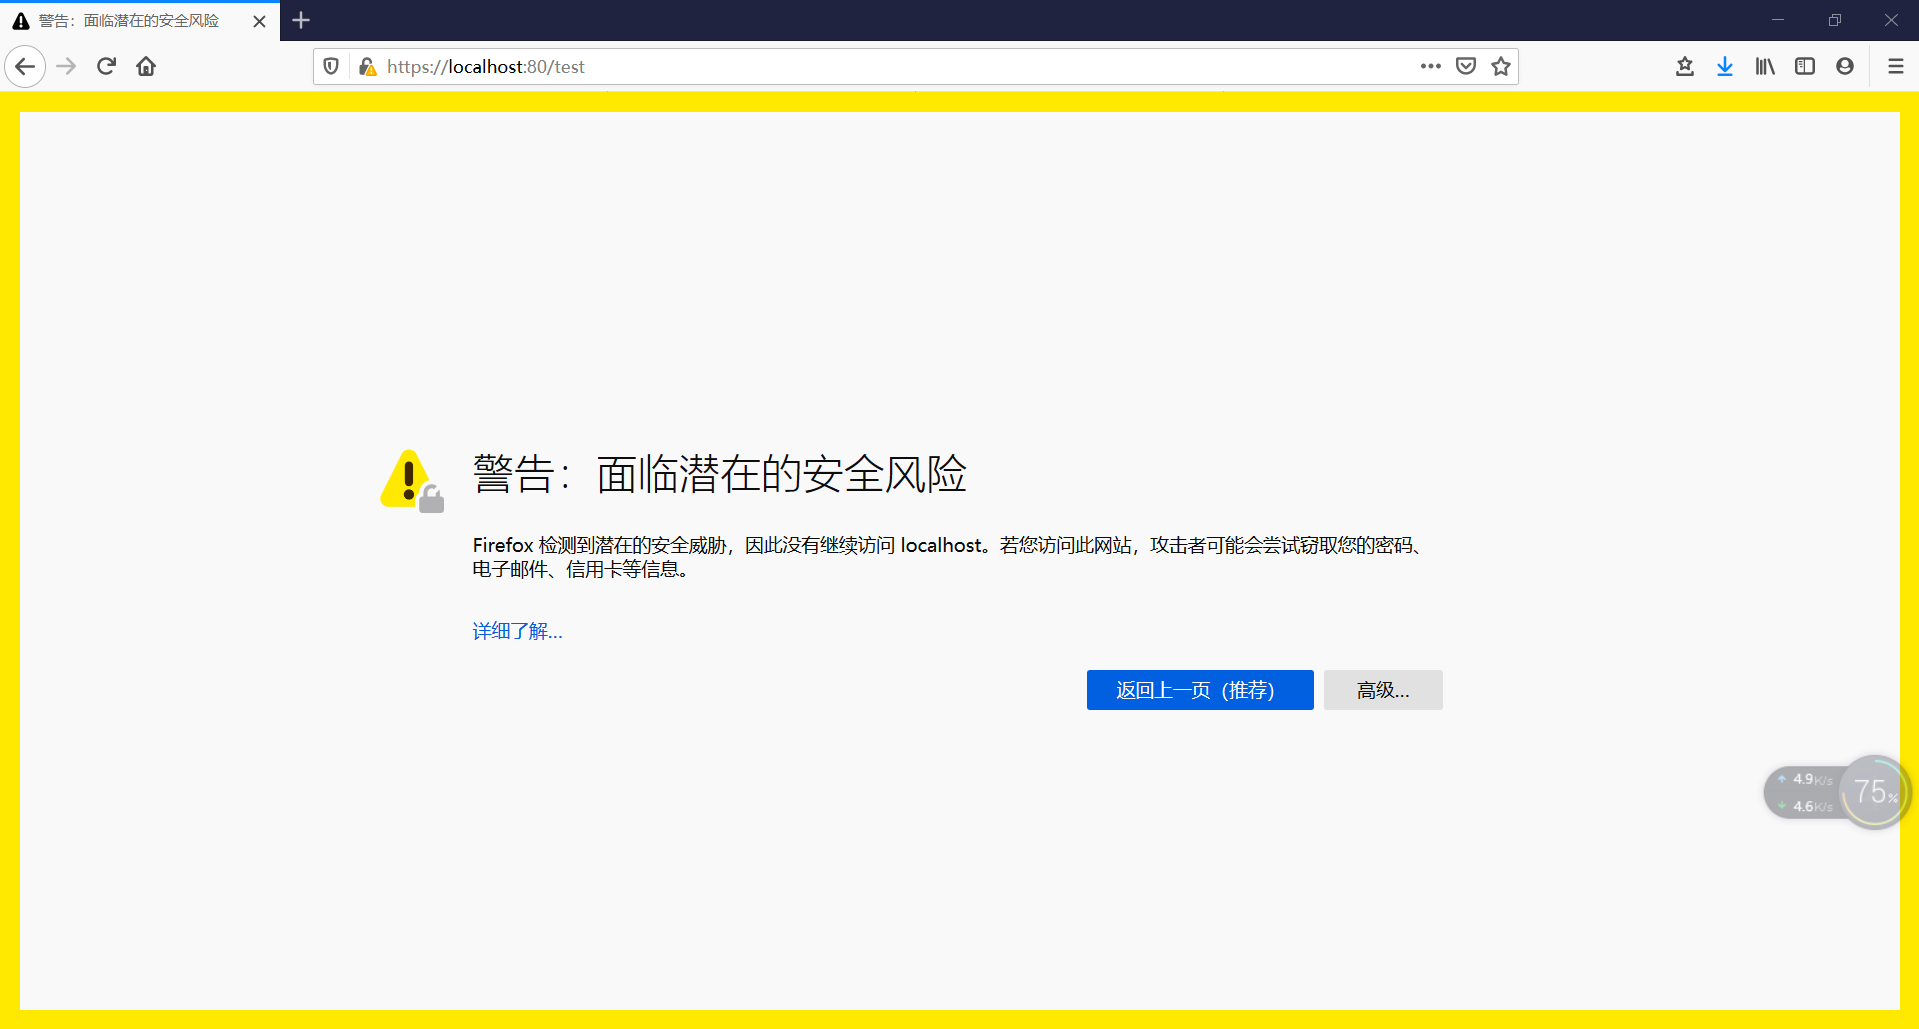 警告：面临潜在的安全风险
https://localhost:80/test
警告：面临潜在的安全风险
Firefox 检测到潜在的安全威胁，因此没有继续访问 localhost。若您访问此网站，攻击者可能会尝试窃取您的密码、
电子邮件、信用卡等信息。
详细了解...
返回上一页（推荐）
高级...
4.9K/s
75%
4.6K/s